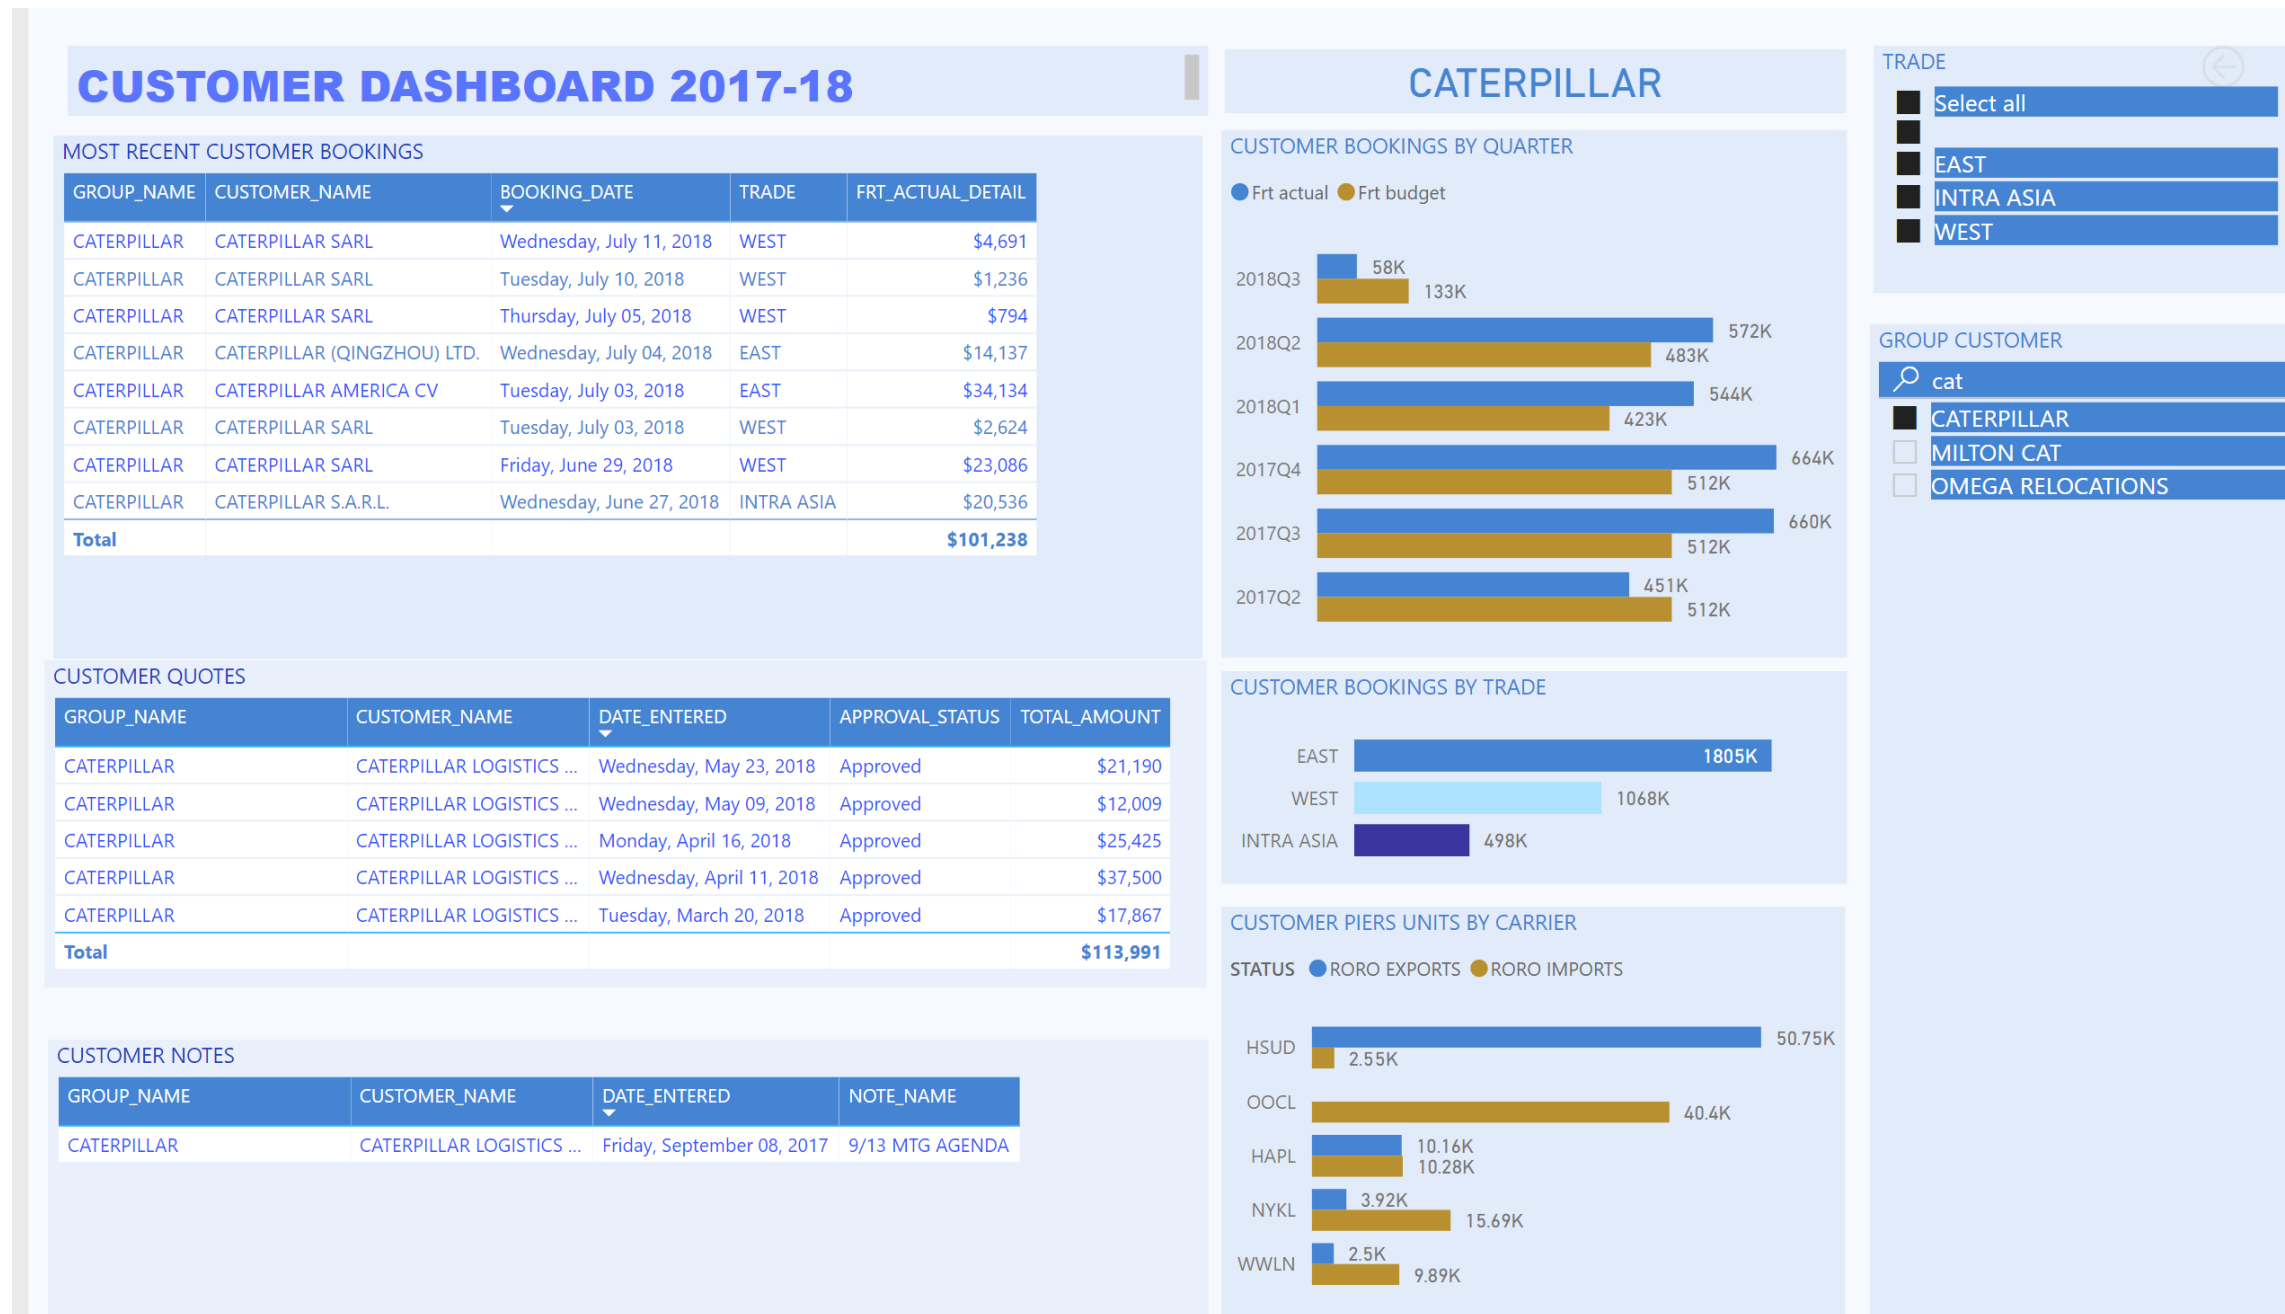 CUSTOMER DASHBOARD 2017-18
MOST RECENT CUSTOMER BOOKINGS
GROUP_NAME CUSTOMER_NAME BOOKING_DATE TRADE FRT_ACTUAL_DETAIL
CATERPILLAR CATERPILLAR SARL Wednesday, July 11, 2018 WEST $4,691
CATERPILLAR CATERPILLAR SARL Tuesday, July 10, 2018 WEST $1,236
CATERPILLAR CATERPILLAR SARL Thursday, July 05, 2018 WEST $794
CATERPILLAR CATERPILLAR (QINGZHOU) LTD. Wednesday, July 04, 2018 EAST $14,137
CATERPILLAR CATERPILLAR AMERICA CV Tuesday, July 03, 2018 EAST $34,134
CATERPILLAR CATERPILLAR SARL Tuesday, July 03, 2018 WEST $2,624
CATERPILLAR CATERPILLAR SARL Friday, June 29, 2018 WEST $23,086
CATERPILLAR CATERPILLAR S.A.R.L. Wednesday, June 27, 2018 INTRA ASIA $20,536
Total $101,238
CUSTOMER QUOTES
GROUP_NAME CUSTOMER_NAME DATE_ENTERED APPROVAL_STATUS TOTAL_AMOUNT
CATERPILLAR CATERPILLAR LOGISTICS ... Wednesday, May 23, 2018 Approved $21,190
CATERPILLAR CATERPILLAR LOGISTICS ... Wednesday, May 09, 2018 Approved $12,009
CATERPILLAR CATERPILLAR LOGISTICS ... Monday, April 16, 2018 Approved $25,425
CATERPILLAR CATERPILLAR LOGISTICS ... Wednesday, April 11, 2018 Approved $37,500
CATERPILLAR CATERPILLAR LOGISTICS ... Tuesday, March 20, 2018 Approved $17,867
Total $113,991
CUSTOMER NOTES
GROUP_NAME CUSTOMER_NAME DATE_ENTERED NOTE_NAME
CATERPILLAR CATERPILLAR LOGISTICS ... Friday, September 08, 2017 9/13 MTG AGENDA
CATERPILLAR
CUSTOMER BOOKINGS BY QUARTER
Frt actual Frt budget
2018Q3 58K
133K
2018Q2 572K
483K
2018Q1 544K
423K
2017Q4 664K
512K
2017Q3 660K
512K
2017Q2 451K
512K
CUSTOMER BOOKINGS BY TRADE
EAST 1805K
WEST 1068K
INTRA ASIA 498K
CUSTOMER PIERS UNITS BY CARRIER
STATUS RORO EXPORTS RORO IMPORTS
HSUD 50.75K
2.55K
OOCL 40.4K
HAPL 10.16K
10.28K
NYKL 3.92K
15.69K
WWLN 2.5K
9.89K
TRADE
Select all
EAST
INTRA ASIA
WEST
GROUP CUSTOMER
cat
CATERPILLAR
MILTON CAT
OMEGA RELOCATIONS